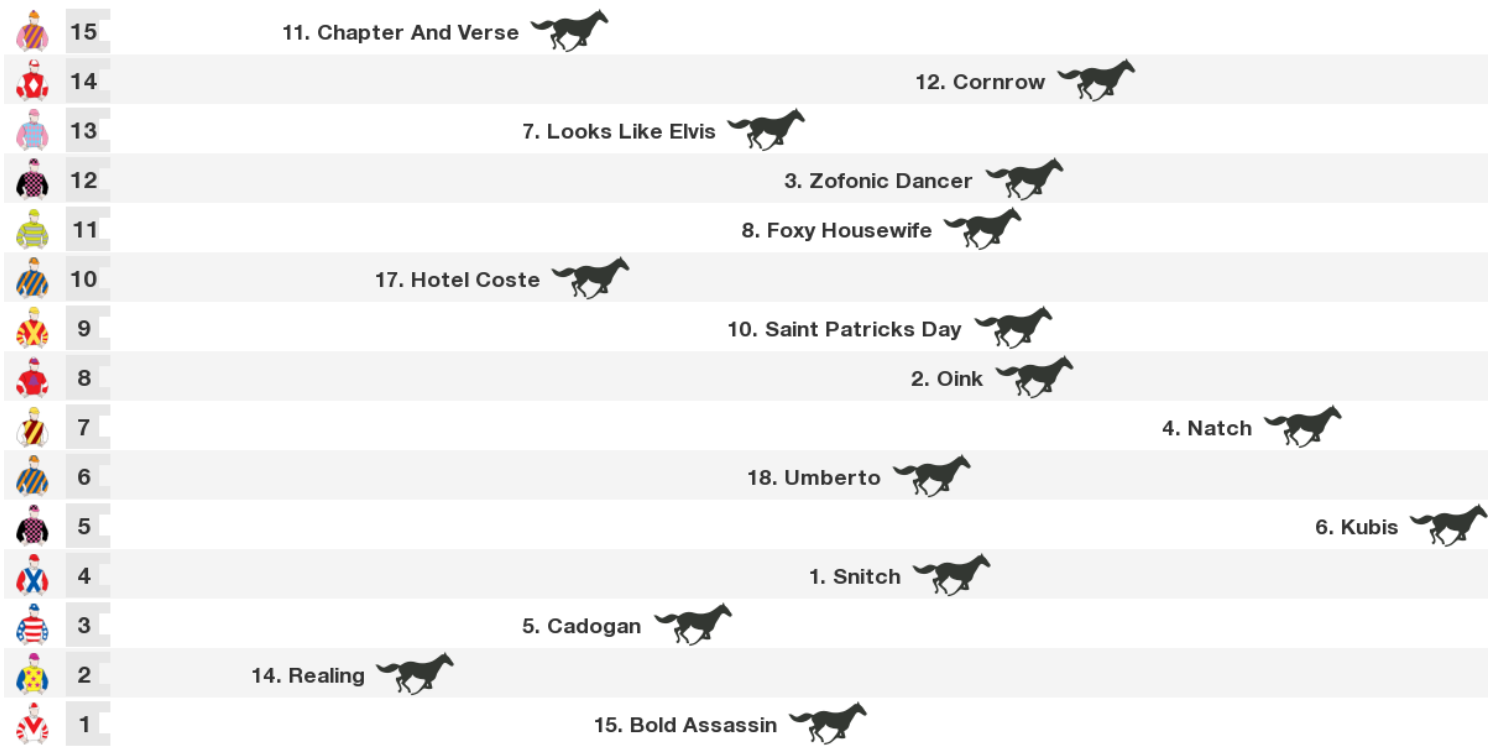 15 11. Chapter And Verse
14 12. Cornrow
13 7. Looks Like Elvis
12 3. Zofonic Dancer
11 8. Foxy Housewife
10 17. Hotel Coste
9 10. Saint Patricks Day
8 2. Oink
7 4. Natch
6 18. Umberto
5 6. Kubis
4 1. Snitch
3 5. Cadogan
2 14. Realing
1 15. Bold Assassin